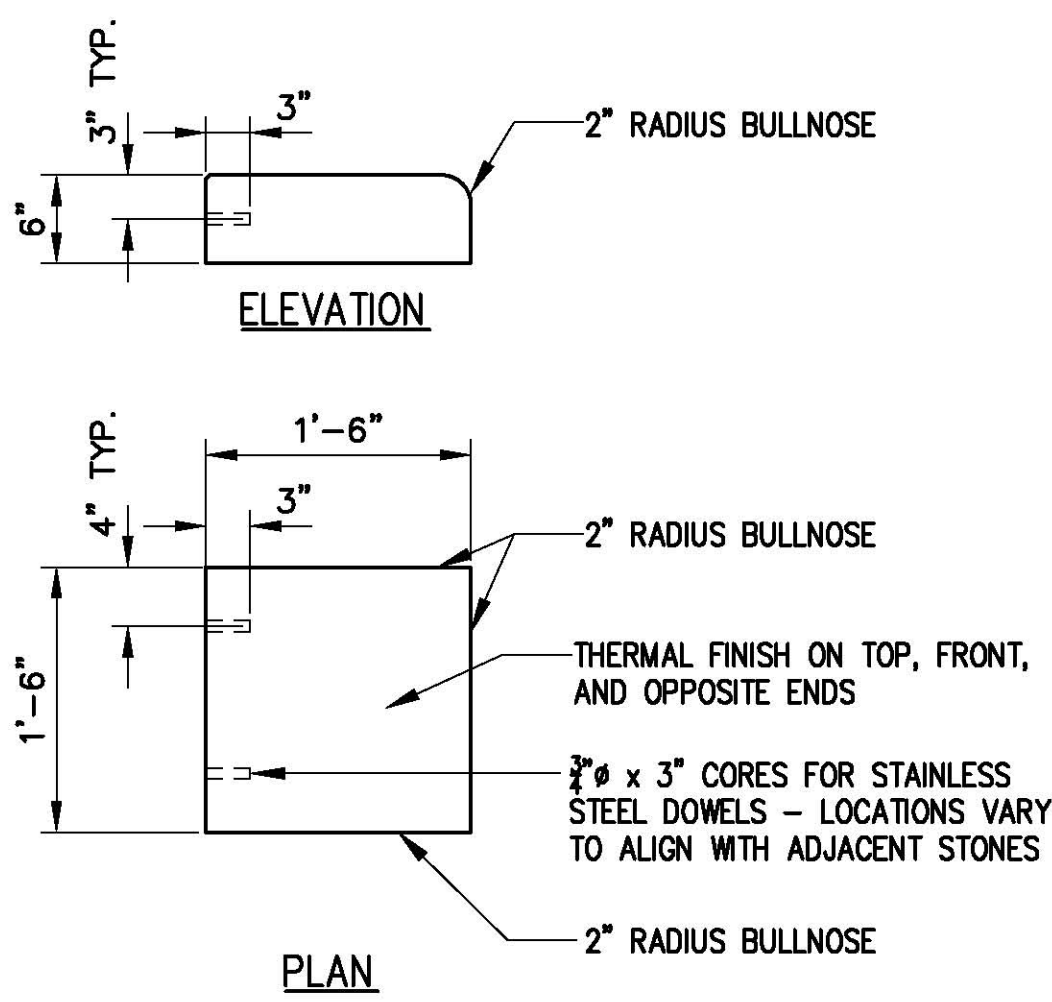 3" TYP.
3"
2" RADIUS BULLNOSE
6"
ELEVATION
4" TYP.
1'-6"
3"
2" RADIUS BULLNOSE
1'-6"
THERMAL FINISH ON TOP, FRONT,
AND OPPOSITE ENDS
3/4"ø x 3" CORES FOR STAINLESS
STEEL DOWELS – LOCATIONS VARY
TO ALIGN WITH ADJACENT STONES
2" RADIUS BULLNOSE
PLAN